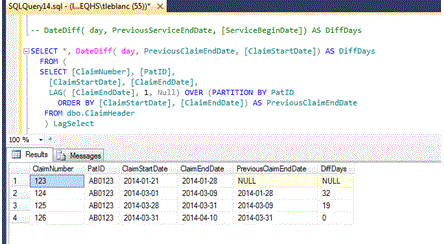 SQLQuery14.sql - (l...EQHS\tleblanc (55))*
-- DateDiff( day, PreviousServiceEndDate, [ServiceBeginDate]) AS DiffDays
SELECT *, DateDiff( day, PreviousClaimEndDate, [ClaimStartDate]) AS DiffDays
FROM (
SELECT [ClaimNumber], [PatID],
[ClaimStartDate], [ClaimEndDate],
LAG( [ClaimEndDate], 1, Null) OVER (PARTITION BY PatID
ORDER BY [ClaimStartDate], [ClaimEndDate]) AS PreviousClaimEndDate
FROM dbo.ClaimHeader
) LagSelect
100 %
Results Messages
ClaimNumber PatID ClaimStartDate ClaimEndDate PreviousClaimEndDate DiffDays
1 123 AB0123 2014-01-21 2014-01-28 NULL NULL
2 124 AB0123 2014-03-01 2014-03-09 2014-01-28 32
3 125 AB0123 2014-03-28 2014-03-31 2014-03-09 19
4 126 AB0123 2014-03-31 2014-04-10 2014-03-31 0